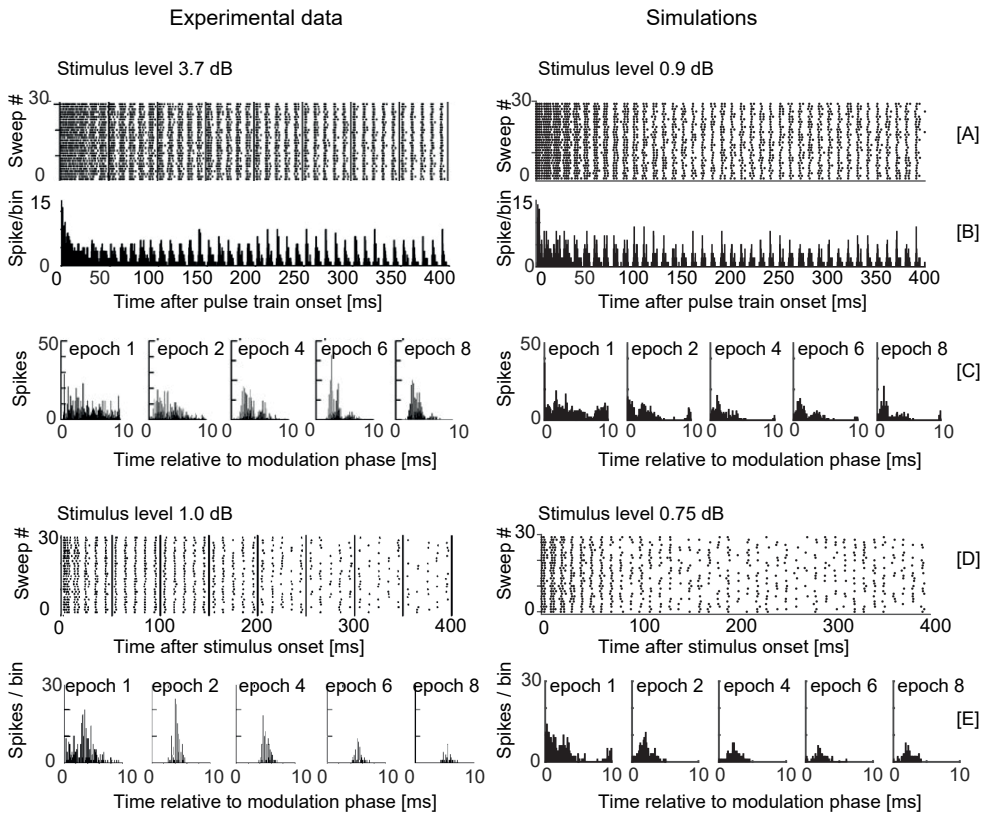 Experimental data Simulations
Stimulus level 3.7 dB Stimulus level 0.9 dB
Sweep # 30 0 Sweep # 30 0 [A]
Spike/bin 15 0 Spike/bin 15 0 [B]
0 50 100 150 200 250 300 350 400 0 50 100 150 200 250 300 350 400
Time after pulse train onset [ms] Time after pulse train onset [ms]
Spikes 50 0 epoch 1 epoch 2 epoch 4 epoch 6 epoch 8 Spikes 50 0 epoch 1 epoch 2 epoch 4 epoch 6 epoch 8 [C]
0 10 0 10 0 10 0 10 0 10 0 10 0 10 0 10 0 10 0 10
Time relative to modulation phase [ms] Time relative to modulation phase [ms]
Stimulus level 1.0 dB Stimulus level 0.75 dB
Sweep # 30 0 Sweep # 30 0 [D]
0 100 200 300 400 0 100 200 300 400
Time after stimulus onset [ms] Time after stimulus onset [ms]
Spikes / bin 30 0 epoch 1 epoch 2 epoch 4 epoch 6 epoch 8 Spikes / bin 30 0 epoch 1 epoch 2 epoch 4 epoch 6 epoch 8 [E]
0 10 0 10 0 10 0 10 0 10 0 10 0 10 0 10 0 10 0 10
Time relative to modulation phase [ms] Time relative to modulation phase [ms]